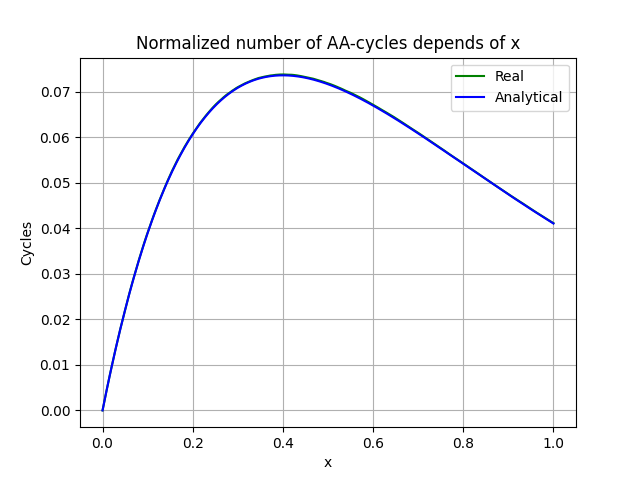 Normalized number of AA-cycles depends of x
Real
Analytical
0.07
0.06
0.05
0.04
0.03
0.02
0.01
0.00
Cycles
0.0 0.2 0.4 0.6 0.8 1.0
x